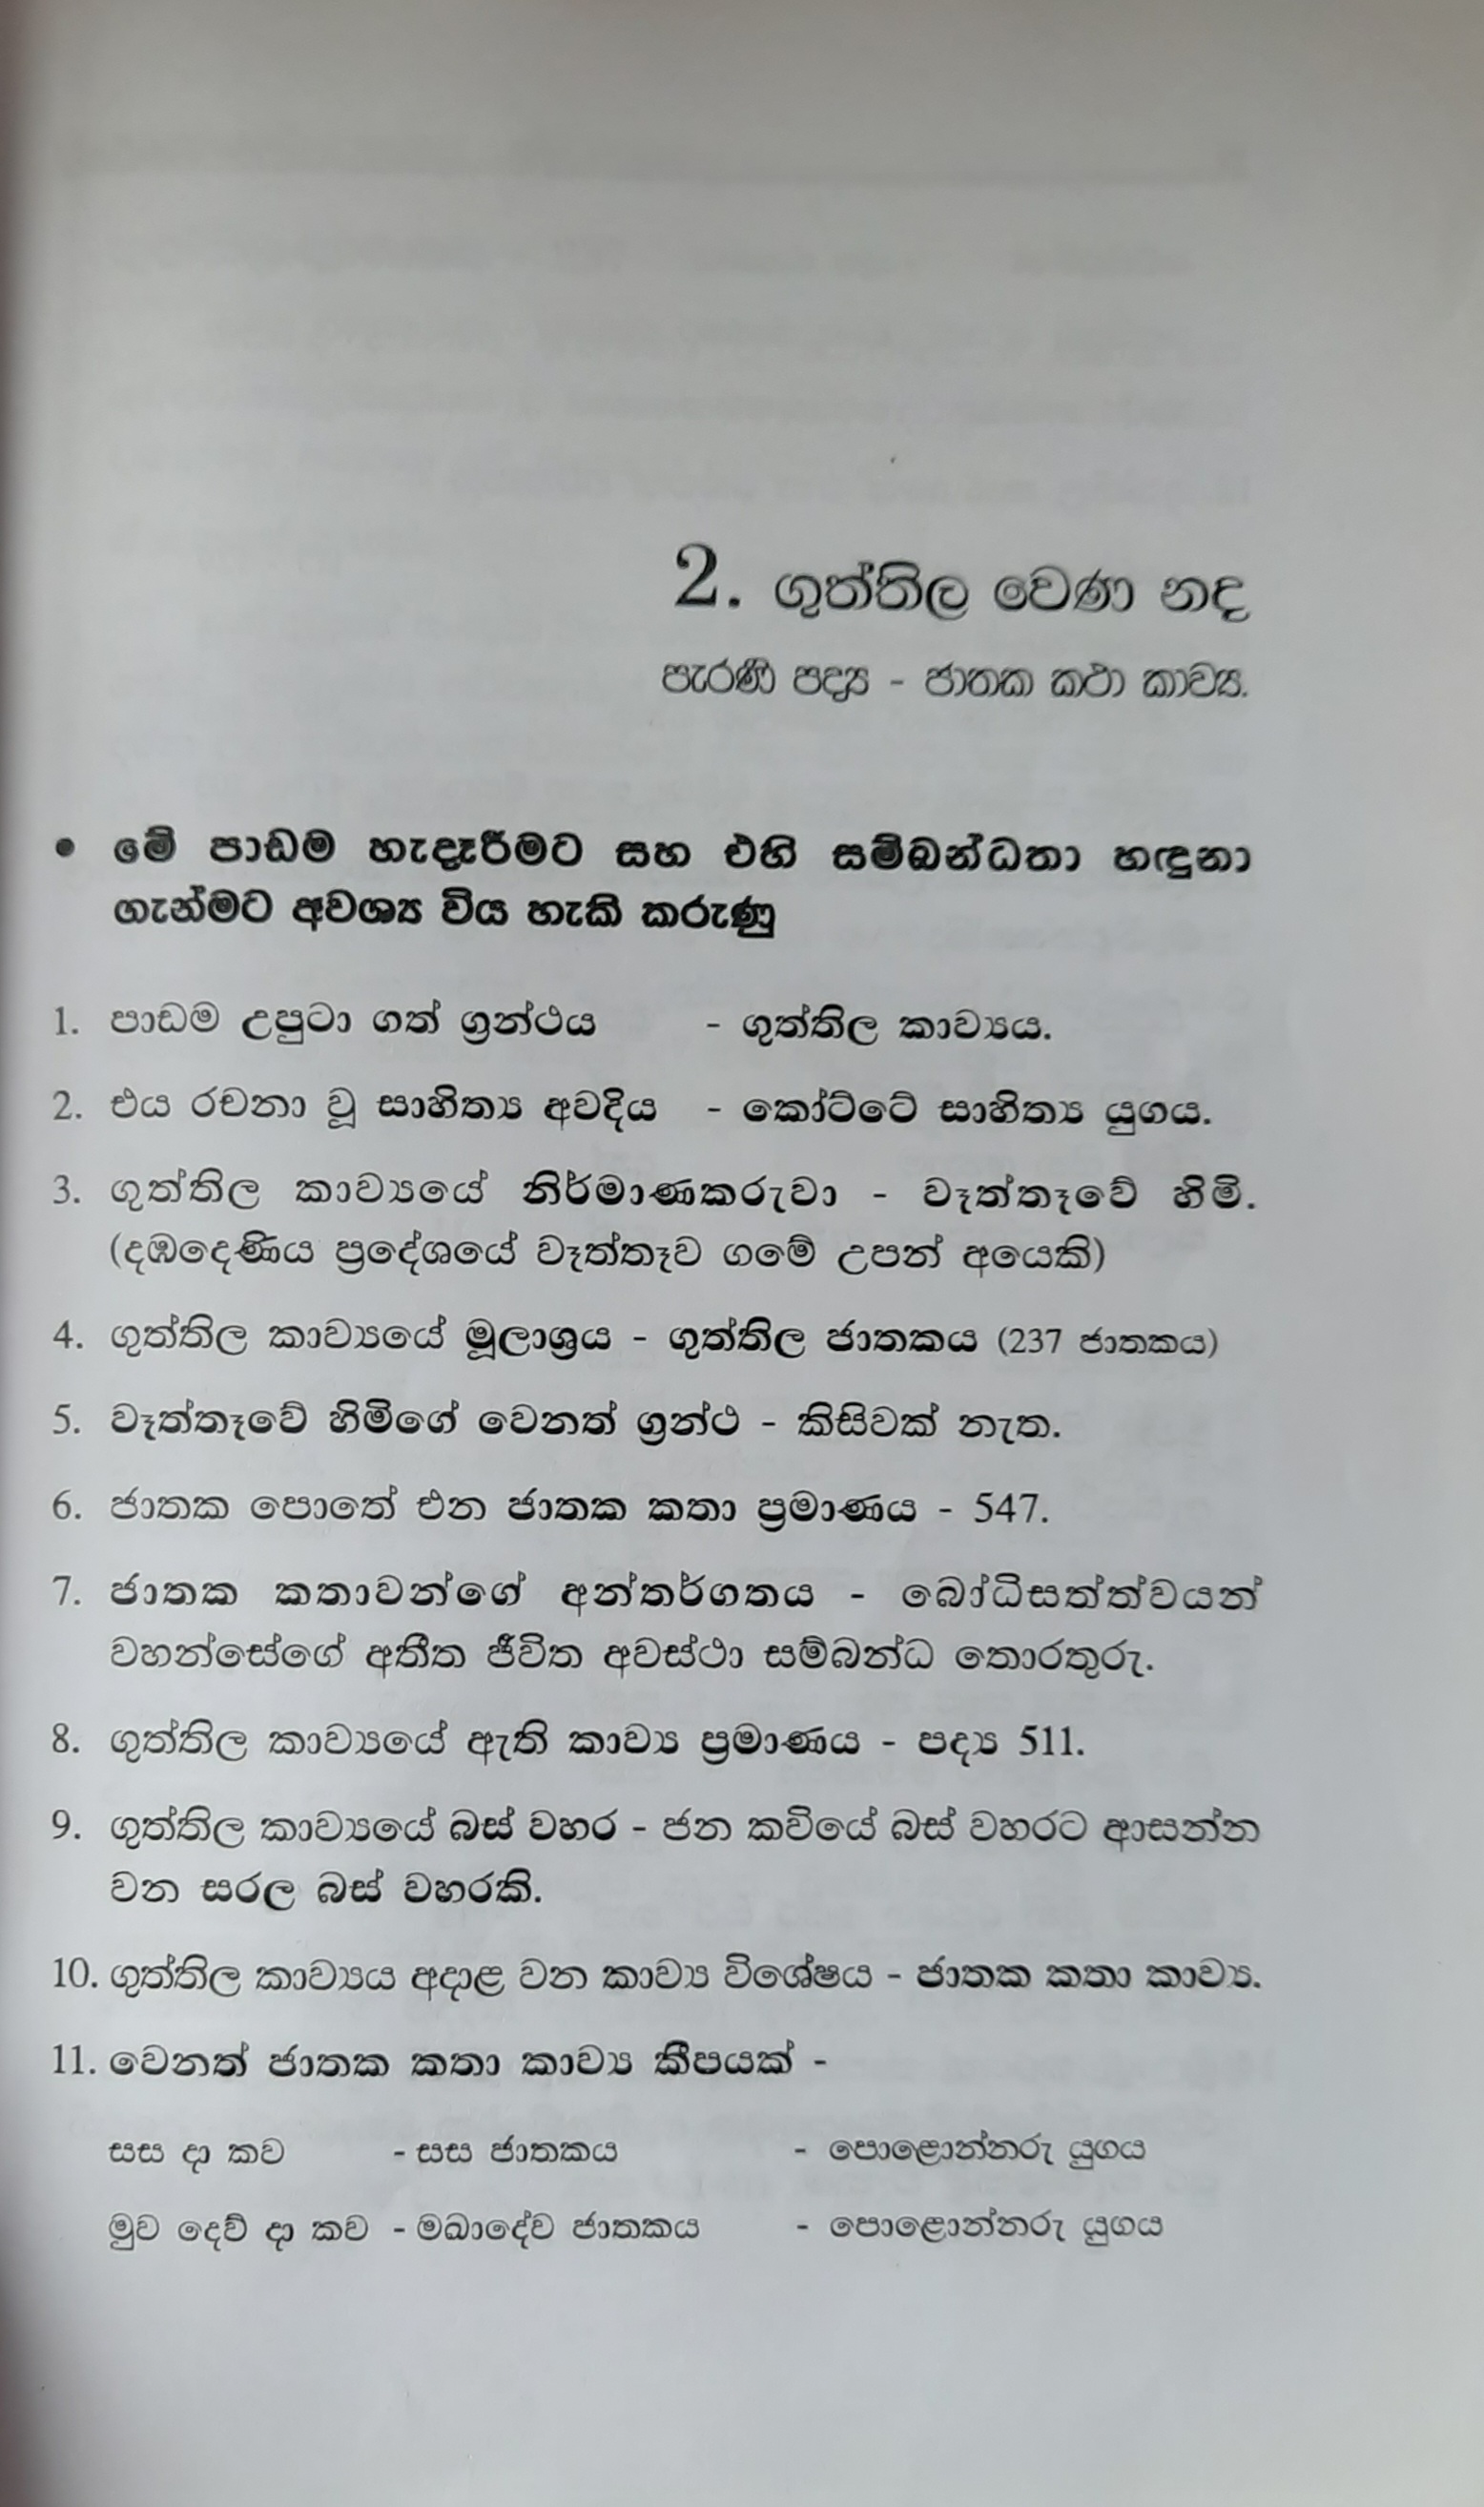 2. ගුත්තිල වෙණ නද
පැරණි පද්‍ය - ජාතක කථා කාව්‍ය.
• මේ පාඩම හැදෑරීමට සහ එහි සම්බන්ධතා හඳුනා
ගැන්මට අවශ්‍ය විය හැකි කරුණු
1. පාඩම උපුටා ගත් ග්‍රන්ථය - ගුත්තිල කාව්‍යය.
2. එය රචනා වූ සාහිත්‍ය අවදිය - කෝට්ටේ සාහිත්‍ය යුගය.
3. ගුත්තිල කාව්‍යයේ නිර්මාණකරුවා - වෑත්තෑවේ හිමි.
(දඹදෙණිය ප්‍රදේශයේ වෑත්තෑව ගමේ උපන් අයෙකි)
4. ගුත්තිල කාව්‍යයේ මූලාශ්‍රය - ගුත්තිල ජාතකය (237 ජාතකය)
5. වෑත්තෑවේ හිමිගේ වෙනත් ග්‍රන්ථ - කිසිවක් නැත.
6. ජාතක පොතේ එන ජාතක කතා ප්‍රමාණය - 547.
7. ජාතක කතාවන්ගේ අන්තර්ගතය - බෝධිසත්ත්වයන්
වහන්සේගේ අතීත ජීවිත අවස්ථා සම්බන්ධ තොරතුරු.
8. ගුත්තිල කාව්‍යයේ ඇති කාව්‍ය ප්‍රමාණය - පද්‍ය 511.
9. ගුත්තිල කාව්‍යයේ බස් වහර - ජන කවියේ බස් වහරට ආසන්න
වන සරල බස් වහරකි.
10. ගුත්තිල කාව්‍යය අදාළ වන කාව්‍ය විශේෂය - ජාතක කතා කාව්‍ය.
11. වෙනත් ජාතක කතා කාව්‍ය කීපයක් -
සස දා කව - සස ජාතකය - පොළොන්නරු යුගය
මුව දෙව් දා කව - මඛාදේව ජාතකය - පොළොන්නරු යුගය